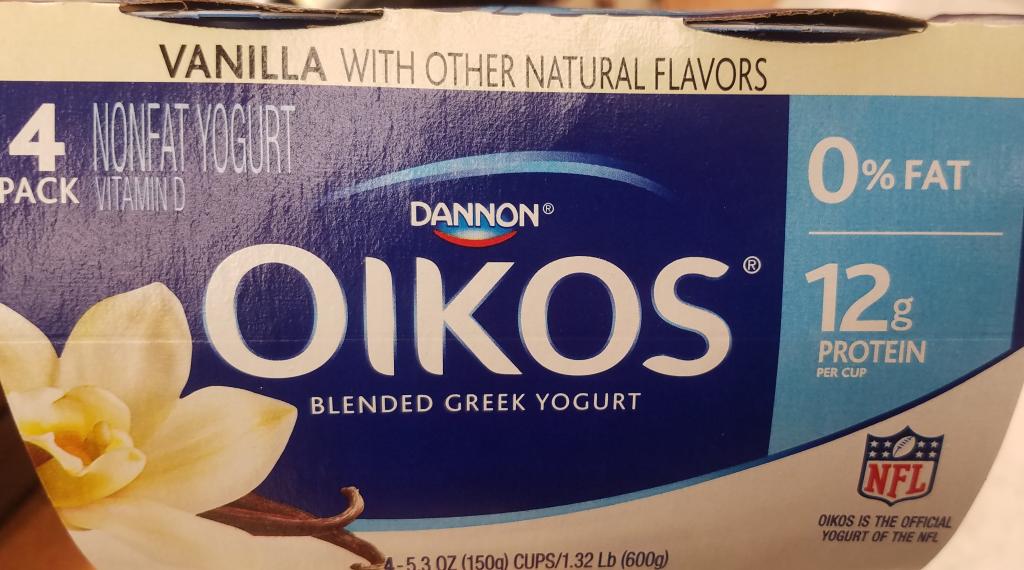 VANILLA WITH OTHER NATURAL FLAVORS
4 PACK
NONFAT YOGURT
VITAMIN D
DANNON®
OIKOS®
BLENDED GREEK YOGURT
0% FAT
12g
PROTEIN
PER CUP
NFL
OIKOS IS THE OFFICIAL
YOGURT OF THE NFL
4-5.3 OZ (150g) CUPS/1.32 Lb (600g)